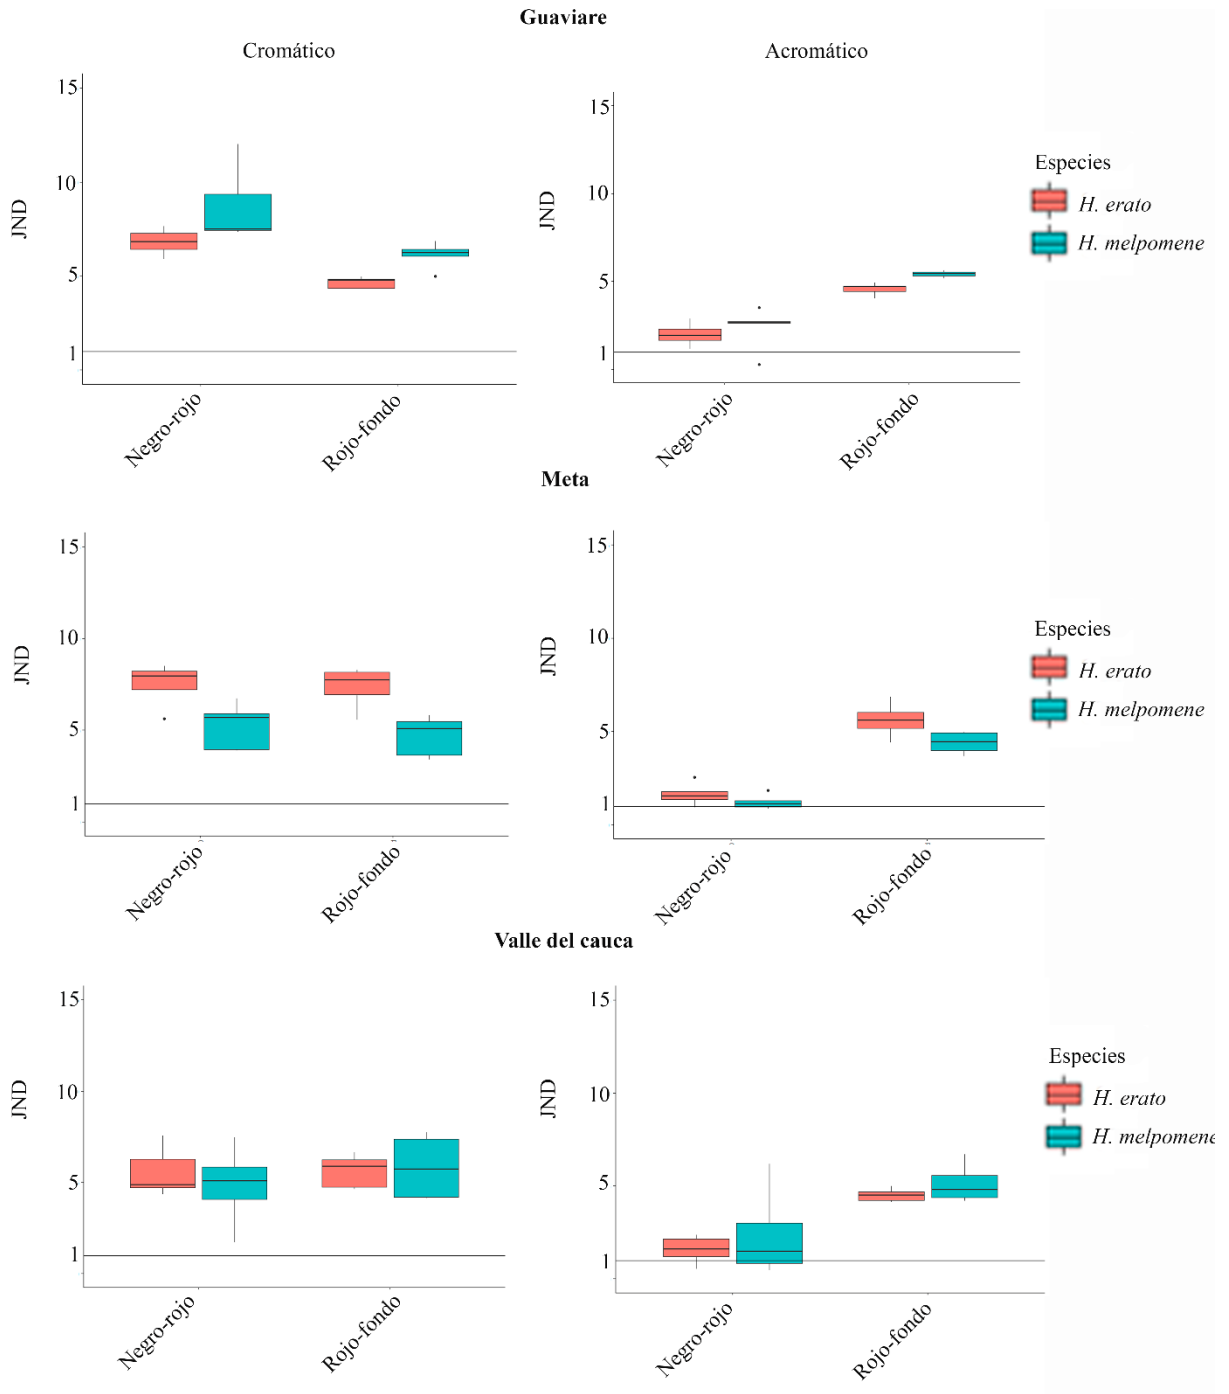 Guaviare
Cromático
Acromático
15
10
5
1
JND
Negro-rojo
Rojo-fondo
15
10
5
1
JND
Negro-rojo
Rojo-fondo
Especies
H. erato
H. melpomene
Meta
15
10
5
1
JND
Negro-rojo
Rojo-fondo
15
10
5
1
JND
Negro-rojo
Rojo-fondo
Especies
H. erato
H. melpomene
Valle del cauca
15
10
5
1
JND
Negro-rojo
Rojo-fondo
15
10
5
1
JND
Negro-rojo
Rojo-fondo
Especies
H. erato
H. melpomene